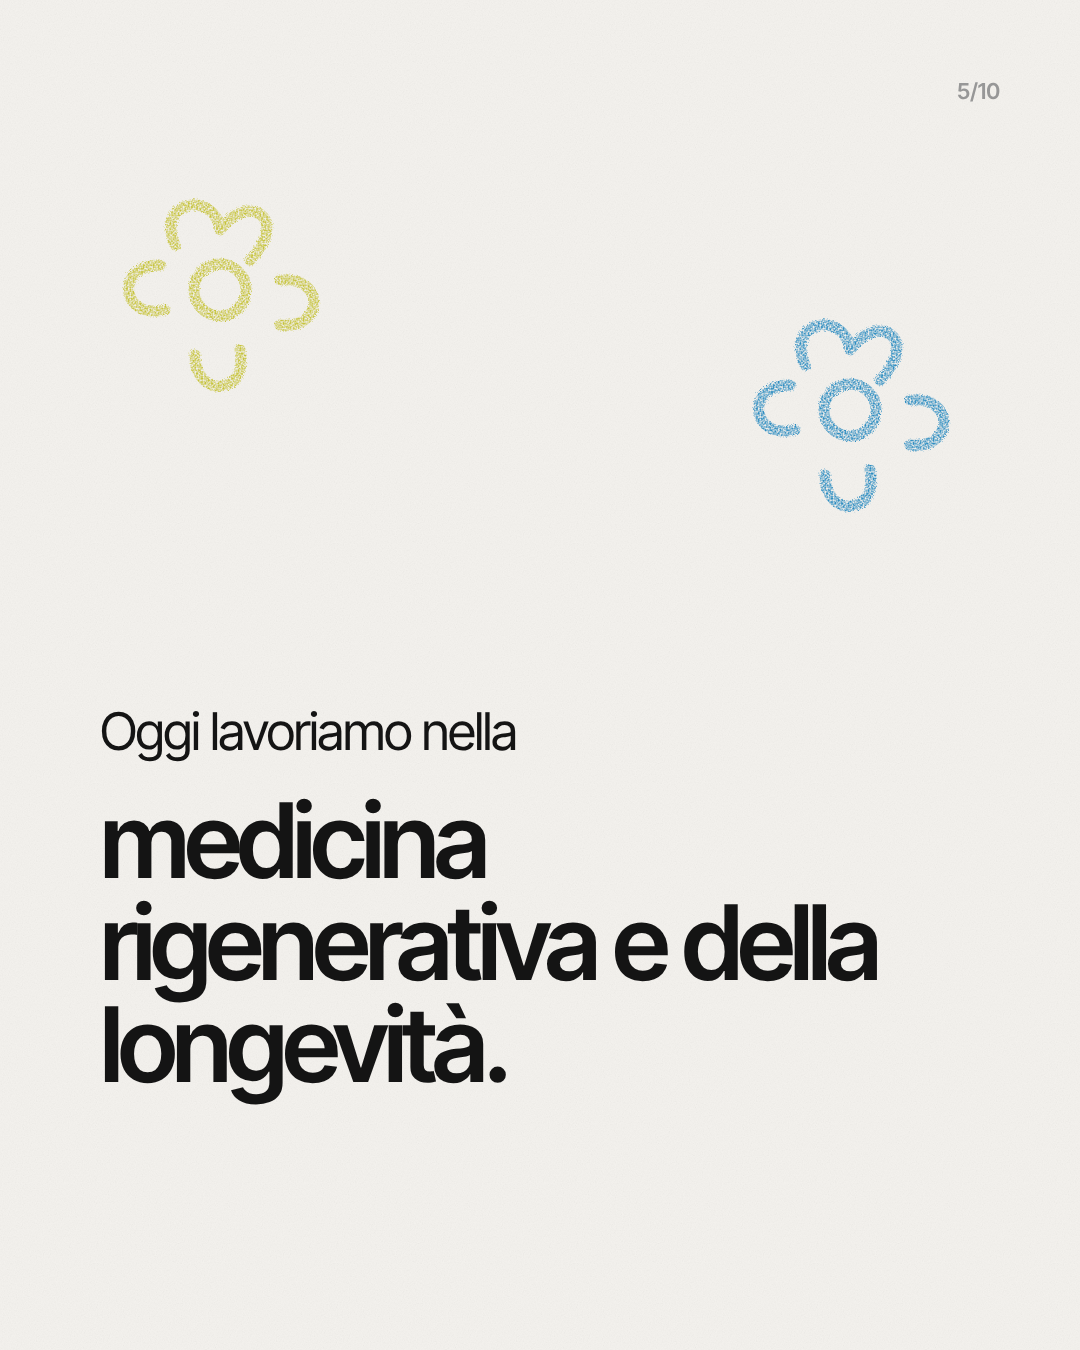 5/10
Oggi lavoriamo nella
medicina
rigenerativa e della
longevità.